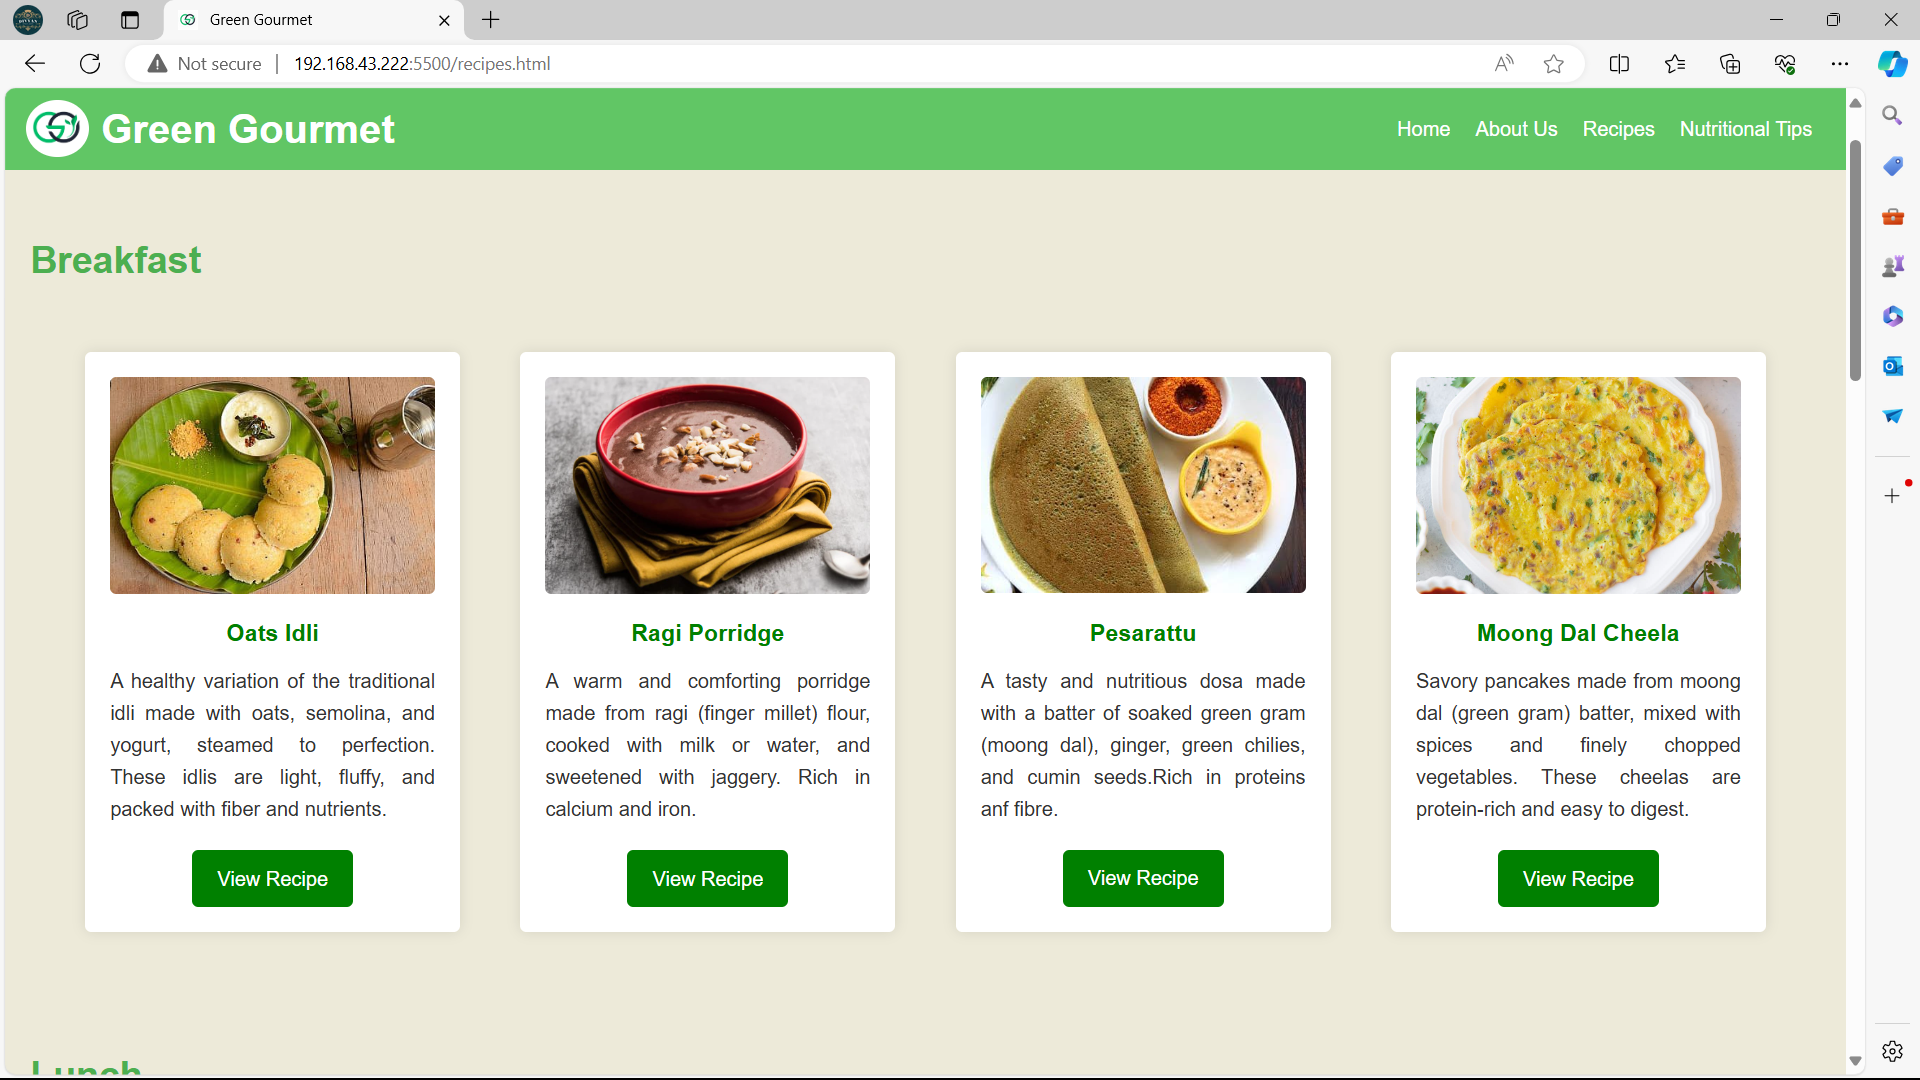 Green Gourmet
Not secure
192.168.43.222:5500/recipes.html
Green Gourmet
Home
About Us
Recipes
Nutritional Tips
Breakfast
Oats Idli
A healthy variation of the traditional
idli made with oats, semolina, and
yogurt, steamed to perfection.
These idlis are light, fluffy, and
packed with fiber and nutrients.
View Recipe
Ragi Porridge
A warm and comforting porridge
made from ragi (finger millet) flour,
cooked with milk or water, and
sweetened with jaggery. Rich in
calcium and iron.
View Recipe
Pesarattu
A tasty and nutritious dosa made
with a batter of soaked green gram
(moong dal), ginger, green chilies,
and cumin seeds.Rich in proteins
anf fibre.
View Recipe
Moong Dal Cheela
Savory pancakes made from moong
dal (green gram) batter, mixed with
spices and finely chopped
vegetables. These cheelas are
protein-rich and easy to digest.
View Recipe
Lunch